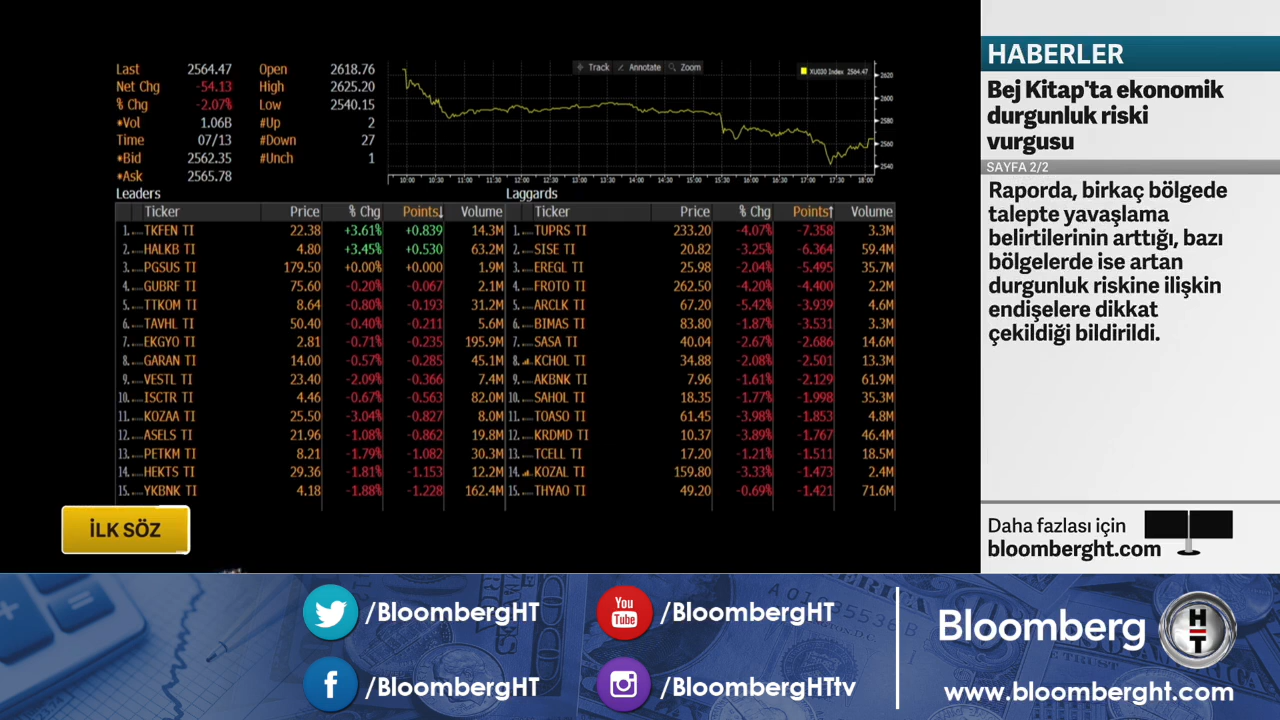 Last 2564.47 Open 2618.76
Net Chg -54.13 High 2625.20
% Chg -2.07% Low 2540.15
*Vol 1.06B #Up 2
Time 07/13 #Down 27
*Bid 2562.35 #Unch 1
*Ask 2565.78
Track Annotate Zoom
XU030 Index 2564.47
2620
2600
2580
2560
2540
10:00 10:30 11:00 11:30 12:00 12:30 13:00 13:30 14:00 14:30 15:00 15:30 16:00 16:30 17:00 17:30 18:00
Leaders
Ticker Price % Chg Points↓ Volume
1. TKFEN TI 22.38 +3.61% +0.839 14.3M
2. HALKB TI 4.80 +3.45% +0.530 63.2M
3. PGSUS TI 179.50 +0.00% +0.000 1.9M
4. GUBRF TI 75.60 -0.20% -0.067 2.1M
5. TTKOM TI 8.64 -0.80% -0.193 31.2M
6. TAVHL TI 50.40 -0.40% -0.211 5.6M
7. EKGYO TI 2.81 -0.71% -0.235 195.9M
8. GARAN TI 14.00 -0.57% -0.285 45.1M
9. VESTL TI 23.40 -2.09% -0.366 7.4M
10. ISCTR TI 4.46 -0.67% -0.563 82.0M
11. KOZAA TI 25.50 -3.04% -0.827 8.0M
12. ASELS TI 21.96 -1.08% -0.862 19.8M
13. PETKM TI 8.21 -1.79% -1.082 30.3M
14. HEKTS TI 29.36 -1.81% -1.153 12.2M
15. YKBNK TI 4.18 -1.88% -1.228 162.4M
Laggards
Ticker Price % Chg Points↑ Volume
1. TUPRS TI 233.20 -4.07% -7.358 3.3M
2. SISE TI 20.82 -3.25% -6.364 59.4M
3. EREGL TI 25.98 -2.04% -5.495 35.7M
4. FROTO TI 262.50 -4.20% -4.400 2.2M
5. ARCLK TI 67.20 -5.42% -3.939 4.6M
6. BIMAS TI 83.80 -1.87% -3.531 3.3M
7. SASA TI 40.04 -2.67% -2.686 14.6M
8. KCHOL TI 34.88 -2.08% -2.501 13.3M
9. AKBNK TI 7.96 -1.61% -2.129 61.9M
10. SAHOL TI 18.35 -1.77% -1.998 35.3M
11. TOASO TI 61.45 -3.98% -1.853 4.8M
12. KRDMD TI 10.37 -3.89% -1.767 46.4M
13. TCELL TI 17.20 -1.21% -1.511 18.5M
14. KOZAL TI 159.80 -3.33% -1.473 2.4M
15. THYAO TI 49.20 -0.69% -1.421 71.6M
İLK SÖZ
HABERLER
Bej Kitap'ta ekonomik
durgunluk riski
vurgusu
SAYFA 2/2
Raporda, birkaç bölgede
talepte yavaşlama
belirtilerinin arttığı, bazı
bölgelerde ise artan
durgunluk riskine ilişkin
endişelere dikkat
çekildiği bildirildi.
Daha fazlası için
bloomberght.com
/BloombergHT
You Tube /BloombergHT
f /BloombergHT
/BloombergHTtv
Bloomberg HT
www.bloomberght.com